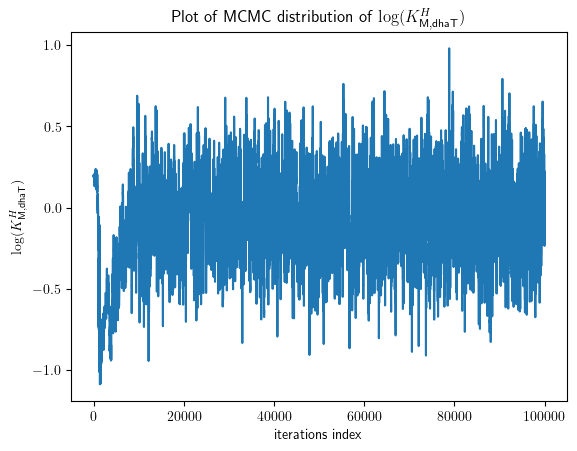 Plot of MCMC distribution of log(K^H_M,dhaT)
1.0
0.5
0.0
−0.5
−1.0
log(K^H_M,dhaT)
0 20000 40000 60000 80000 100000
iterations index